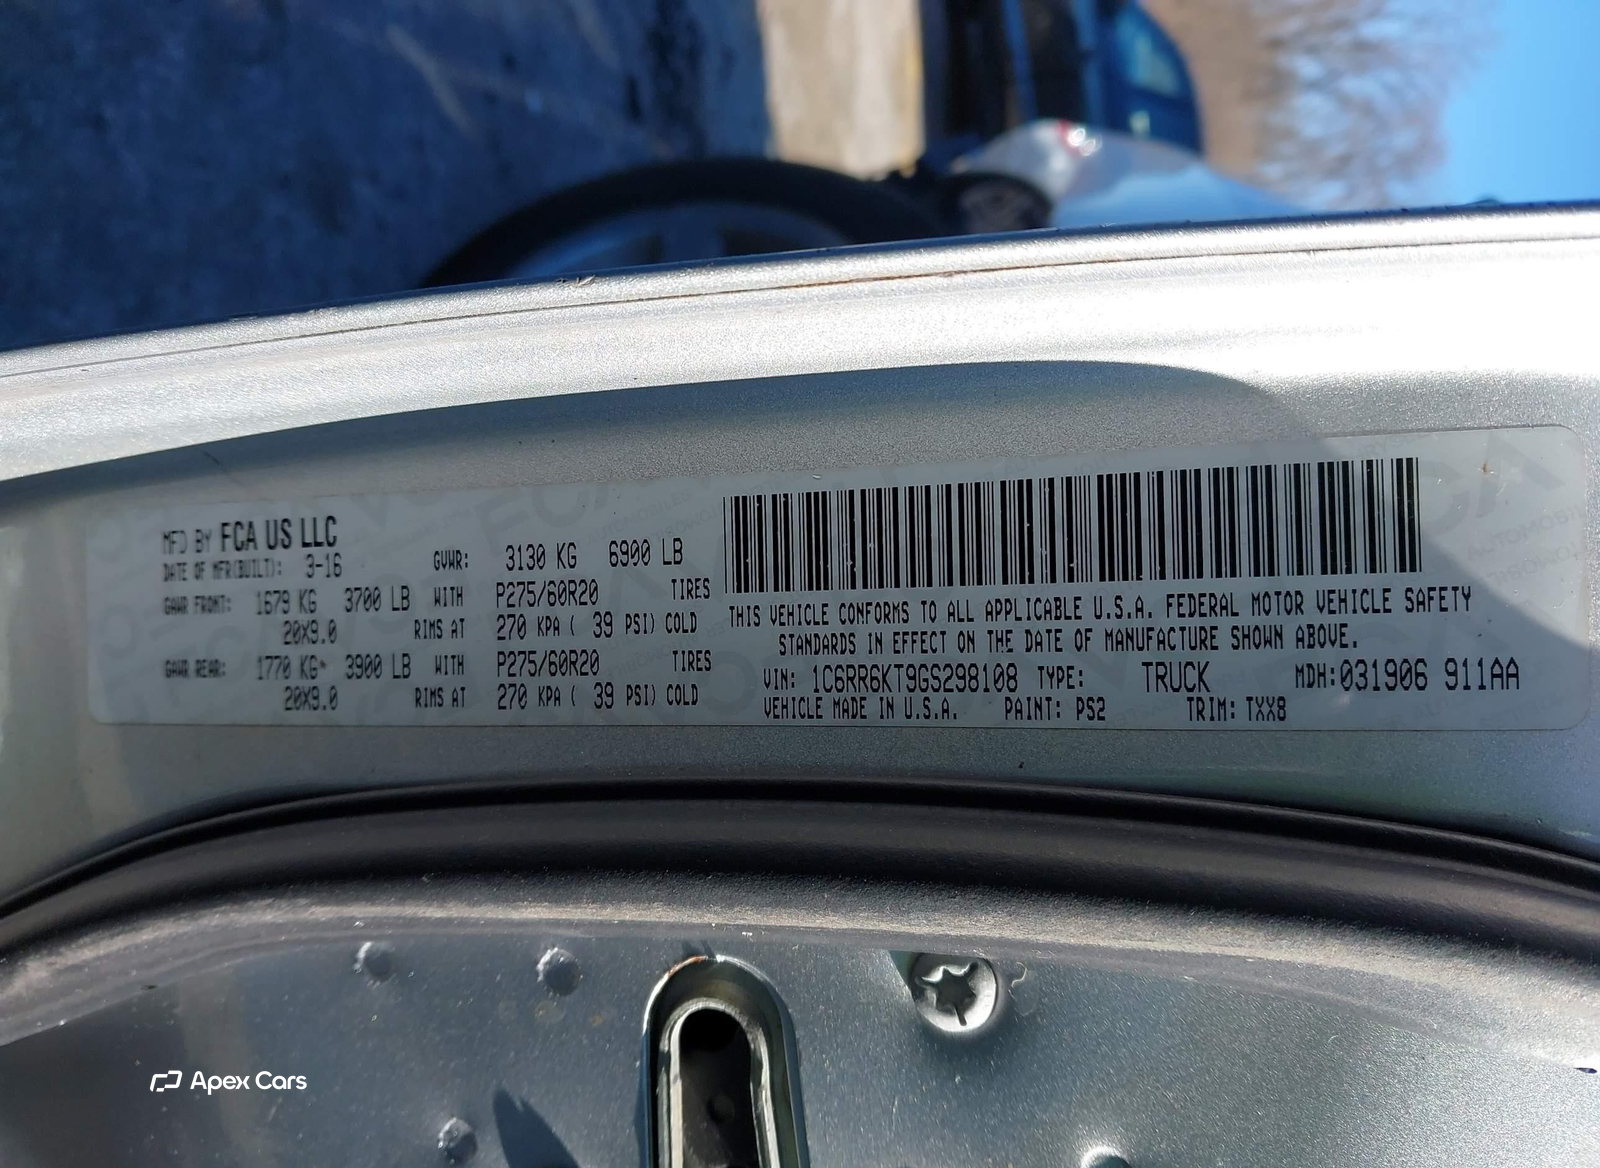 MFD BY FCA US LLC
DATE OF MFR(BUILT): 3-16 GVWR: 3130 KG 6900 LB
GAWR FRONT: 1679 KG 3700 LB WITH P275/60R20 TIRES
20X9.0 RIMS AT 270 KPA ( 39 PSI) COLD
GAWR REAR: 1770 KG 3900 LB WITH P275/60R20 TIRES
20X9.0 RIMS AT 270 KPA ( 39 PSI) COLD
THIS VEHICLE CONFORMS TO ALL APPLICABLE U.S.A. FEDERAL MOTOR VEHICLE SAFETY
STANDARDS IN EFFECT ON THE DATE OF MANUFACTURE SHOWN ABOVE.
VIN: 1C6RR6KT9GS298108 TYPE: TRUCK MDH:031906 911AA
VEHICLE MADE IN U.S.A. PAINT: PS2 TRIM: TXX8
Apex Cars